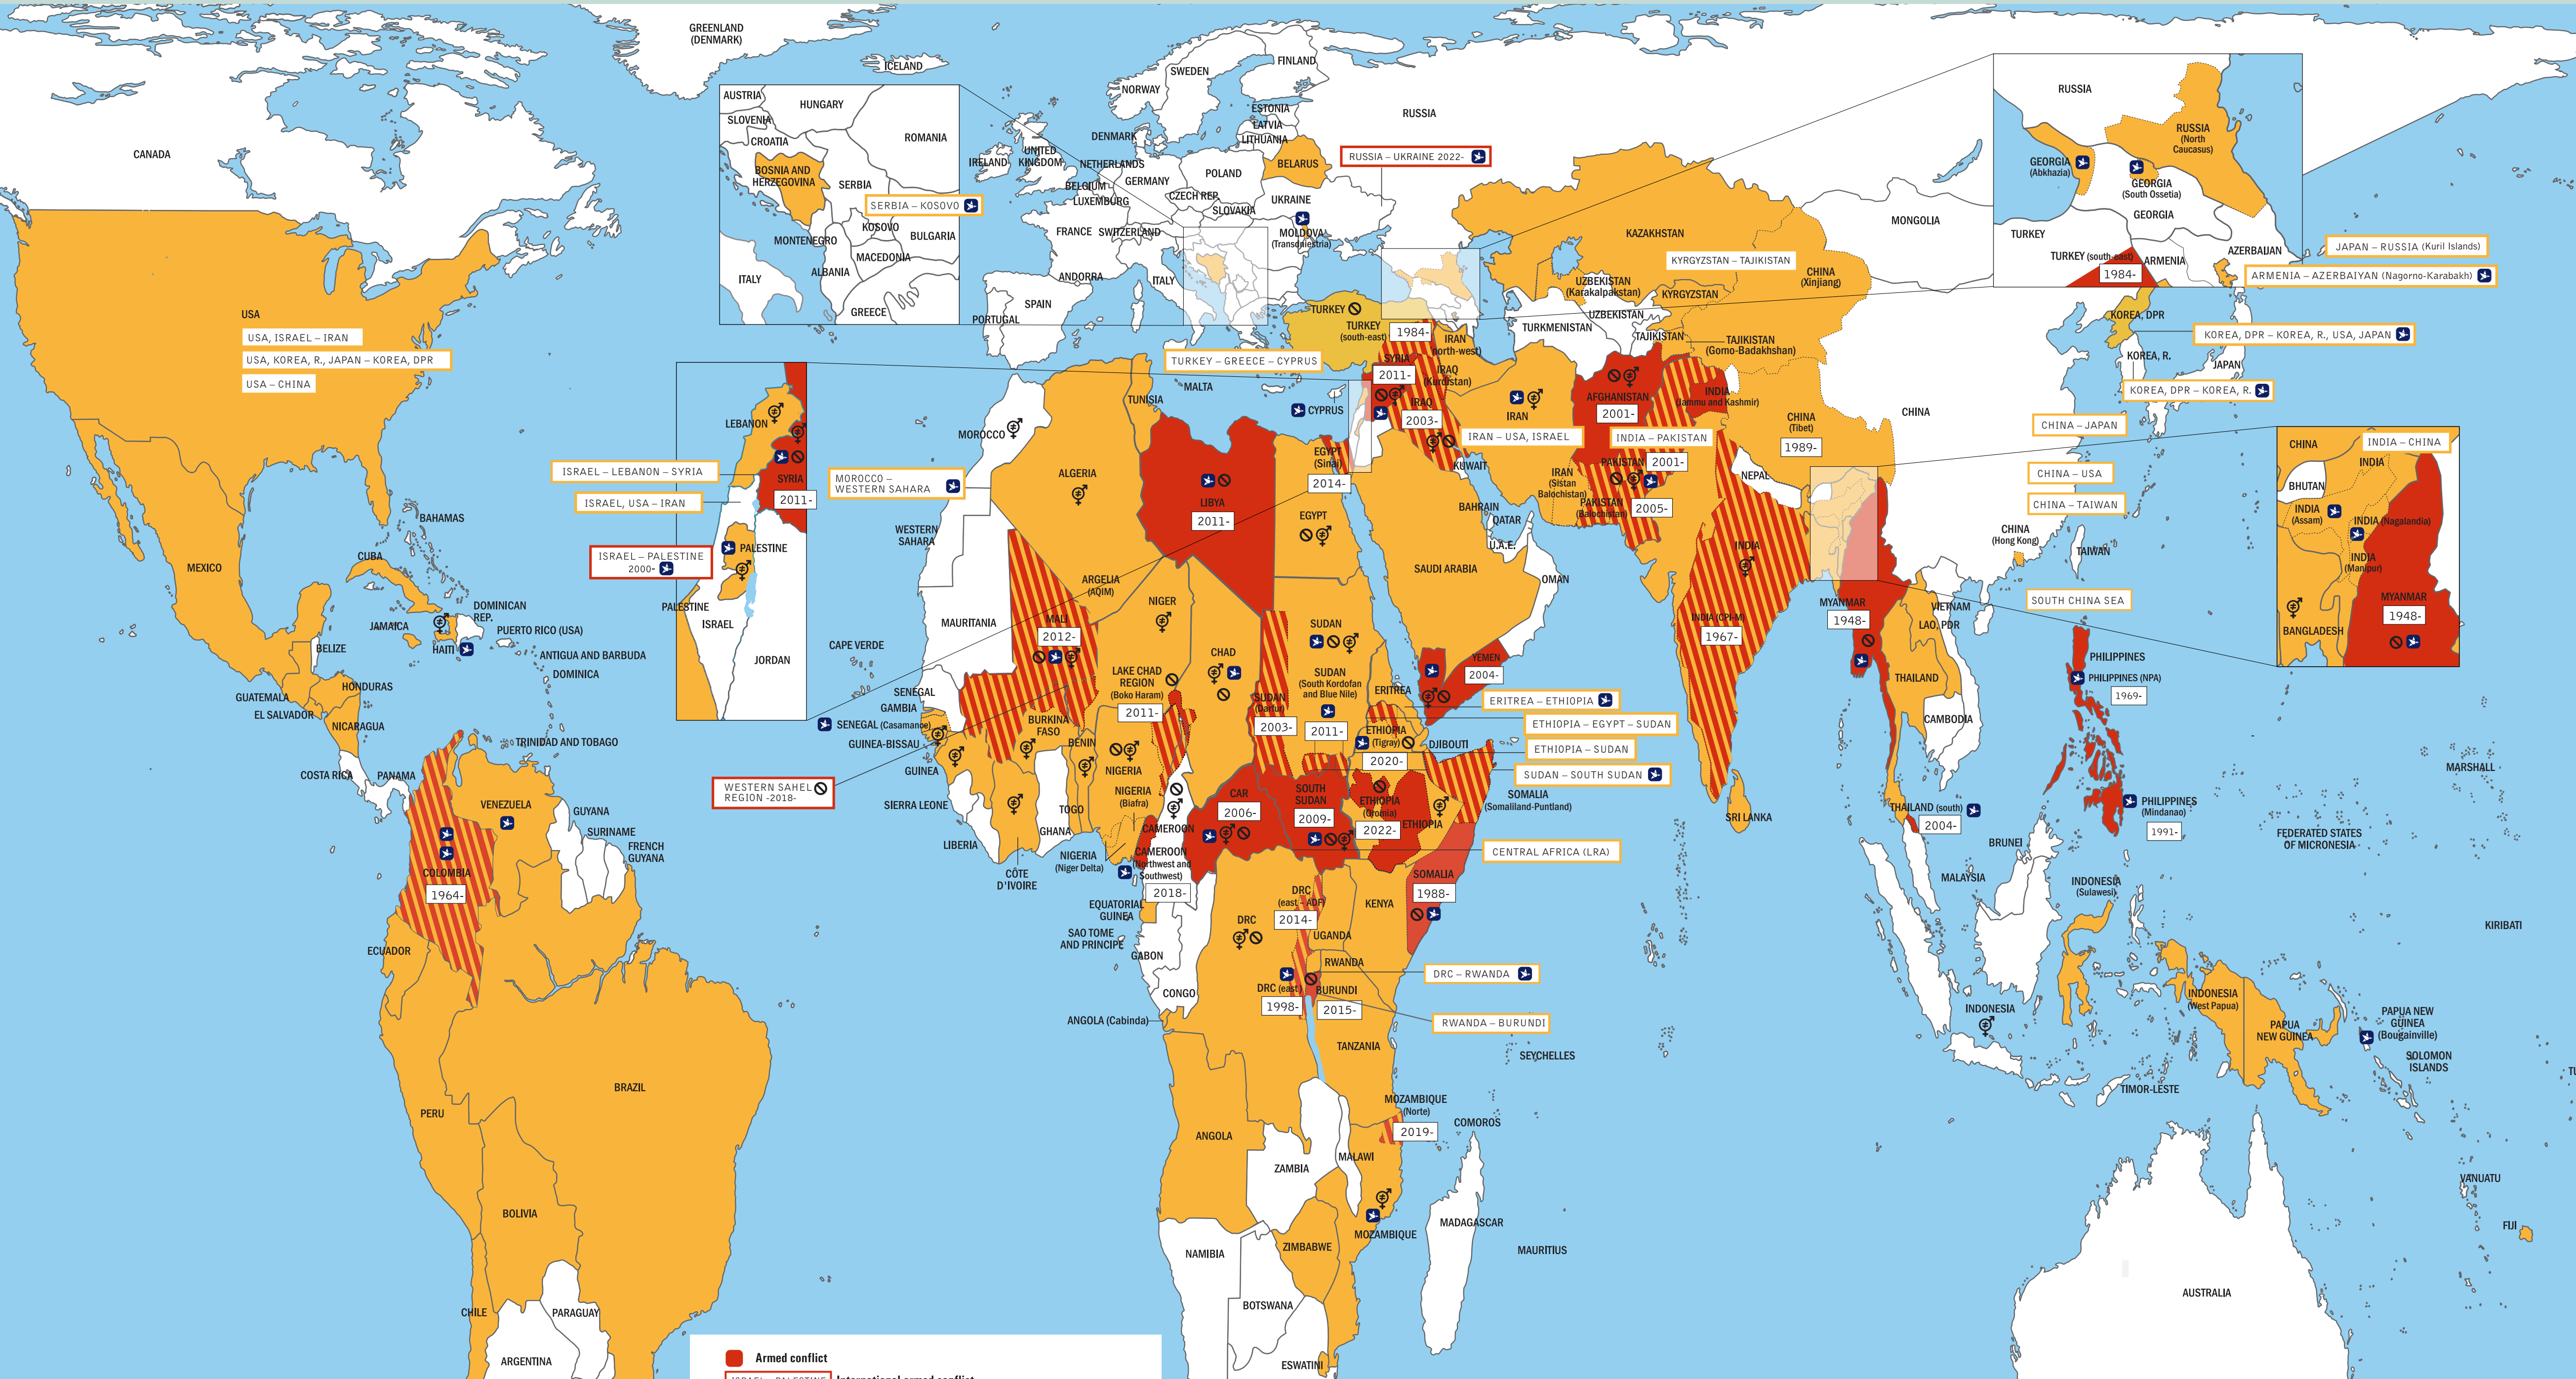 GREENLAND
(DENMARK)
ICELAND
CANADA
USA
USA, ISRAEL – IRAN
USA, KOREA, R., JAPAN – KOREA, DPR
USA – CHINA
MEXICO
CUBA
BAHAMAS
JAMAICA
HAITI
DOMINICAN
REP.
PUERTO RICO (USA)
ANTIGUA AND BARBUDA
DOMINICA
BELIZE
GUATEMALA
HONDURAS
EL SALVADOR
NICARAGUA
COSTA RICA
PANAMA
TRINIDAD AND TOBAGO
VENEZUELA
GUYANA
SURINAME
FRENCH
GUYANA
COLOMBIA
1964-
ECUADOR
PERU
BRAZIL
BOLIVIA
CHILE
PARAGUAY
ARGENTINA
AUSTRIA
SLOVENIA
HUNGARY
CROATIA
ROMANIA
BOSNIA AND
HERZEGOVINA
SERBIA
SERBIA – KOSOVO
KOSOVO
MONTENEGRO
BULGARIA
MACEDONIA
ALBANIA
ITALY
GREECE
SWEDEN
FINLAND
NORWAY
ESTONIA
LATVIA
LITHUANIA
DENMARK
UNITED
KINGDOM
IRELAND
NETHERLANDS
BELGIUM
LUXEMBURG
GERMANY
POLAND
BELARUS
CZECH REP.
SLOVAKIA
UKRAINE
MOLDOVA
(Transdniestria)
FRANCE
SWITZERLAND
ANDORRA
ITALY
SPAIN
PORTUGAL
MALTA
RUSSIA
RUSSIA – UKRAINE 2022-
TURKEY
TURKEY
(south-east)
1984-
TURKEY – GREECE – CYPRUS
CYPRUS
SYRIA
2011-
IRAQ
2003-
IRAQ
(Kurdistan)
IRAN
(north-west)
IRAN
IRAN – USA, ISRAEL
IRAN
(Sistan
Balochistan)
KUWAIT
BAHRAIN
QATAR
U.A.E.
OMAN
SAUDI ARABIA
YEMEN
2004-
KAZAKHSTAN
KYRGYZSTAN – TAJIKISTAN
UZBEKISTAN
(Karakalpakstan)
UZBEKISTAN
KYRGYZSTAN
TURKMENISTAN
TAJIKISTAN
TAJIKISTAN
(Gorno-Badakhshan)
AFGHANISTAN
2001-
PAKISTAN
2001-
PAKISTAN
(Balochistan)
2005-
INDIA – PAKISTAN
INDIA
(Jammu and Kashmir)
INDIA
INDIA (CPI-M)
1967-
NEPAL
SRI LANKA
CHINA
(Xinjiang)
CHINA
(Tibet)
1989-
CHINA
MONGOLIA
CHINA
(Hong Kong)
TAIWAN
CHINA – JAPAN
CHINA – USA
CHINA – TAIWAN
SOUTH CHINA SEA
RUSSIA
RUSSIA
(North
Caucasus)
GEORGIA
(Abkhazia)
GEORGIA
(South Ossetia)
GEORGIA
TURKEY
TURKEY (south-east)
1984-
ARMENIA
AZERBAIJAN
JAPAN – RUSSIA (Kuril Islands)
ARMENIA – AZERBAIYAN (Nagorno-Karabakh)
KOREA, DPR
KOREA, DPR – KOREA, R., USA, JAPAN
KOREA, R.
JAPAN
KOREA, DPR – KOREA, R.
CHINA
INDIA – CHINA
INDIA
BHUTAN
INDIA
(Assam)
INDIA (Nagalandia)
INDIA
(Manipur)
BANGLADESH
MYANMAR
1948-
MYANMAR
1948-
VIETNAM
LAO, PDR
THAILAND
CAMBODIA
THAILAND (south)
2004-
PHILIPPINES
PHILIPPINES (NPA)
1969-
PHILIPPINES
(Mindanao)
1991-
BRUNEI
MALAYSIA
INDONESIA
(Sulawesi)
INDONESIA
INDONESIA
(West Papua)
TIMOR-LESTE
PAPUA
NEW GUINEA
PAPUA NEW
GUINEA
(Bougainville)
SOLOMON
ISLANDS
MARSHALL
FEDERATED STATES
OF MICRONESIA
KIRIBATI
TU
VANUATU
FIJI
AUSTRALIA
LEBANON
ISRAEL – LEBANON – SYRIA
ISRAEL, USA – IRAN
SYRIA
2011-
ISRAEL – PALESTINE
2000-
PALESTINE
PALESTINE
ISRAEL
JORDAN
MOROCCO
MOROCCO –
WESTERN SAHARA
WESTERN
SAHARA
ALGERIA
TUNISIA
LIBYA
2011-
EGYPT
(Sinai)
2014-
EGYPT
ARGELIA
(AQIM)
MAURITANIA
MALI
2012-
NIGER
CAPE VERDE
SENEGAL
GAMBIA
SENEGAL (Casamance)
GUINEA-BISSAU
GUINEA
SIERRA LEONE
LIBERIA
CÔTE
D'IVOIRE
BURKINA
FASO
GHANA
TOGO
BENIN
WESTERN SAHEL
REGION -2018-
LAKE CHAD
REGION
(Boko Haram)
2011-
NIGERIA
NIGERIA
(Biafra)
NIGERIA
(Niger Delta)
CAMEROON
CAMEROON
(Northwest and
Southwest)
2018-
CHAD
SUDAN
SUDAN
(South Kordofan
and Blue Nile)
2011-
SUDAN
(Darfur)
2003-
ERITREA
ERITREA – ETHIOPIA
ETHIOPIA – EGYPT – SUDAN
ETHIOPIA – SUDAN
SUDAN – SOUTH SUDAN
ETHIOPIA
(Tigray)
2020-
DJIBOUTI
SOMALIA
(Somaliland-Puntland)
ETHIOPIA
(Oromia)
2022-
ETHIOPIA
CAR
2006-
SOUTH
SUDAN
2009-
CENTRAL AFRICA (LRA)
SOMALIA
1988-
EQUATORIAL
GUINEA
SAO TOME
AND PRINCIPE
GABON
CONGO
ANGOLA (Cabinda)
DRC
DRC
(east – ADF)
2014-
DRC (east)
1998-
UGANDA
KENYA
RWANDA
BURUNDI
2015-
DRC – RWANDA
RWANDA – BURUNDI
TANZANIA
SEYCHELLES
MOZAMBIQUE
(Norte)
2019-
COMOROS
ANGOLA
ZAMBIA
MALAWI
MOZAMBIQUE
MADAGASCAR
MAURITIUS
ZIMBABWE
NAMIBIA
BOTSWANA
ESWATINI
Armed conflict
ISRAEL – PALESTINE International armed conflict